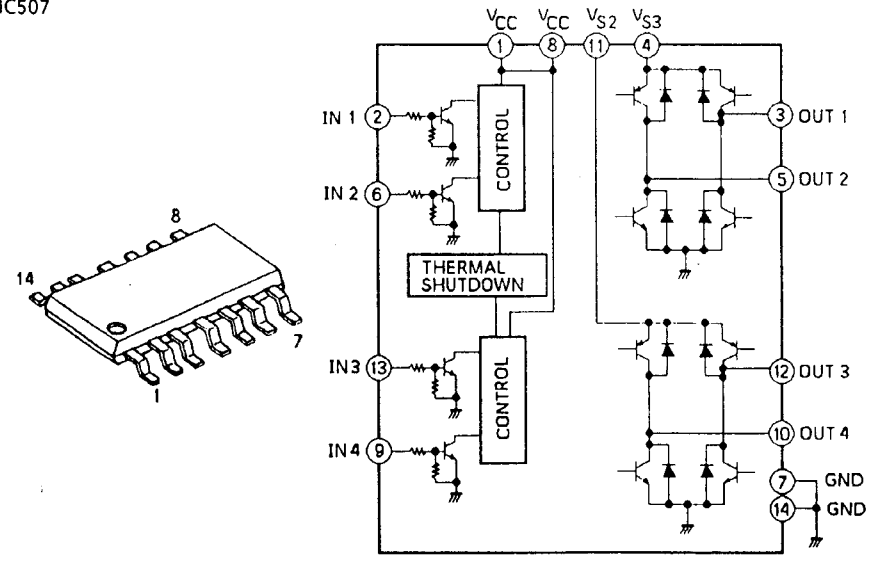 C507
VCC VCC VS2 VS3
1 8 11 4
IN 1 2
3 OUT 1
CONTROL
IN 2 6
5 OUT 2
8
14
THERMAL
SHUTDOWN
7
1
IN3 13
12 OUT 3
CONTROL
IN4 9
10 OUT 4
7 GND
14 GND